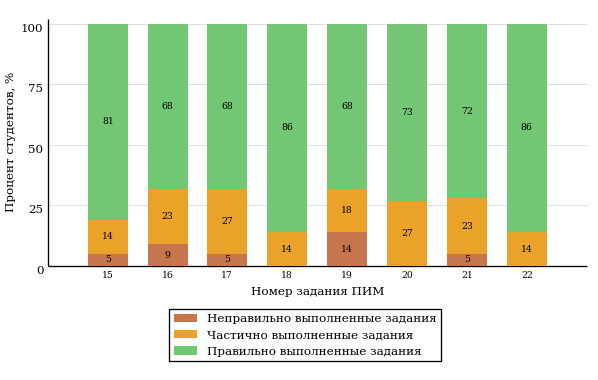 Процент студентов, %
100
75
50
25
0
81 68 68 86 68 73 72 86
14 23 27 14 18 27 23 14
5 9 5 14 5
15 16 17 18 19 20 21 22
Номер задания ПИМ
Неправильно выполненные задания
Частично выполненные задания
Правильно выполненные задания